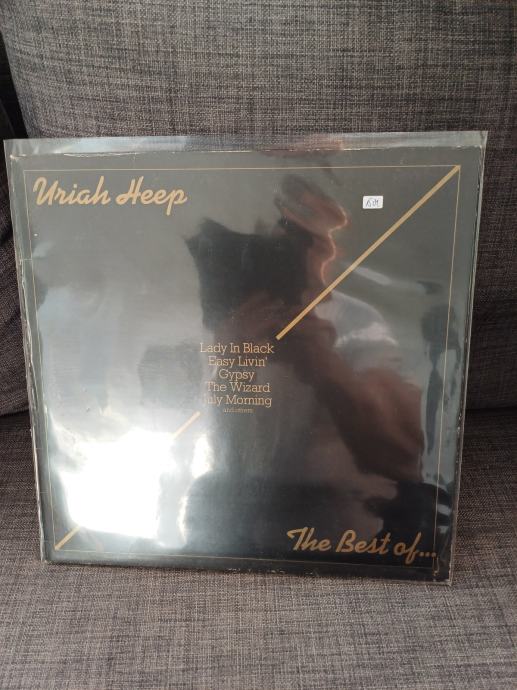 Uriah Heep
Lady In Black
Easy Livin'
Gypsy
The Wizard
July Morning
and others
The Best of...